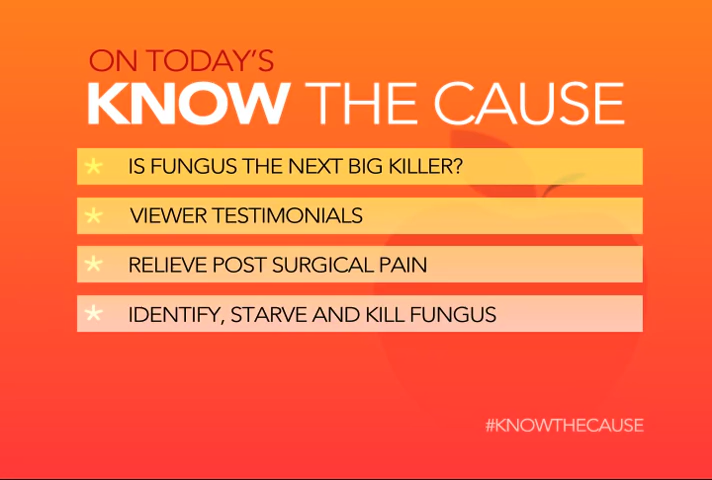 ON TODAY'S
KNOW THE CAUSE
* IS FUNGUS THE NEXT BIG KILLER?
* VIEWER TESTIMONIALS
* RELIEVE POST SURGICAL PAIN
* IDENTIFY, STARVE AND KILL FUNGUS
#KNOWTHECAUSE